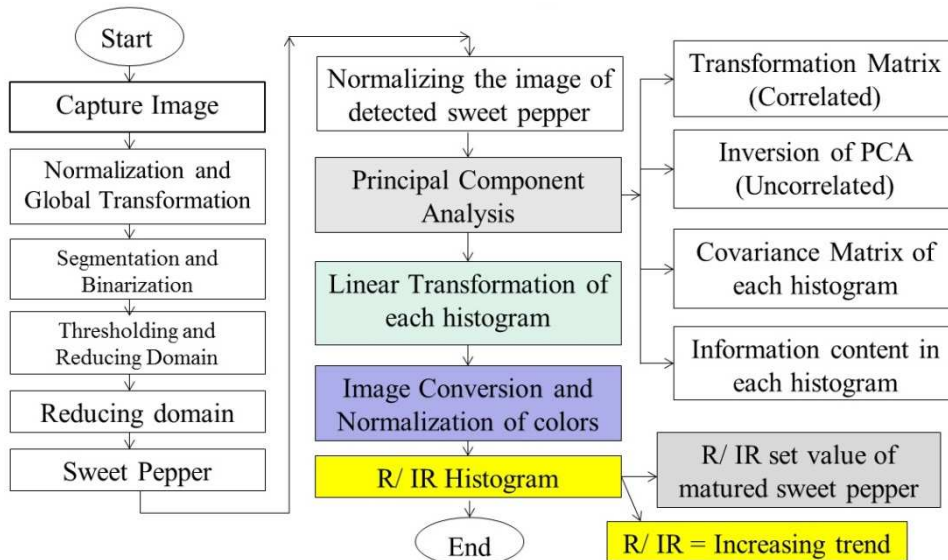 Start
Capture Image
Normalization and
Global Transformation
Segmentation and
Binarization
Thresholding and
Reducing Domain
Reducing domain
Sweet Pepper
Normalizing the image of
detected sweet pepper
Principal Component
Analysis
Linear Transformation of
each histogram
Image Conversion and
Normalization of colors
R/ IR Histogram
End
Transformation Matrix
(Correlated)
Inversion of PCA
(Uncorrelated)
Covariance Matrix of
each histogram
Information content in
each histogram
R/ IR set value of
matured sweet pepper
R/ IR = Increasing trend